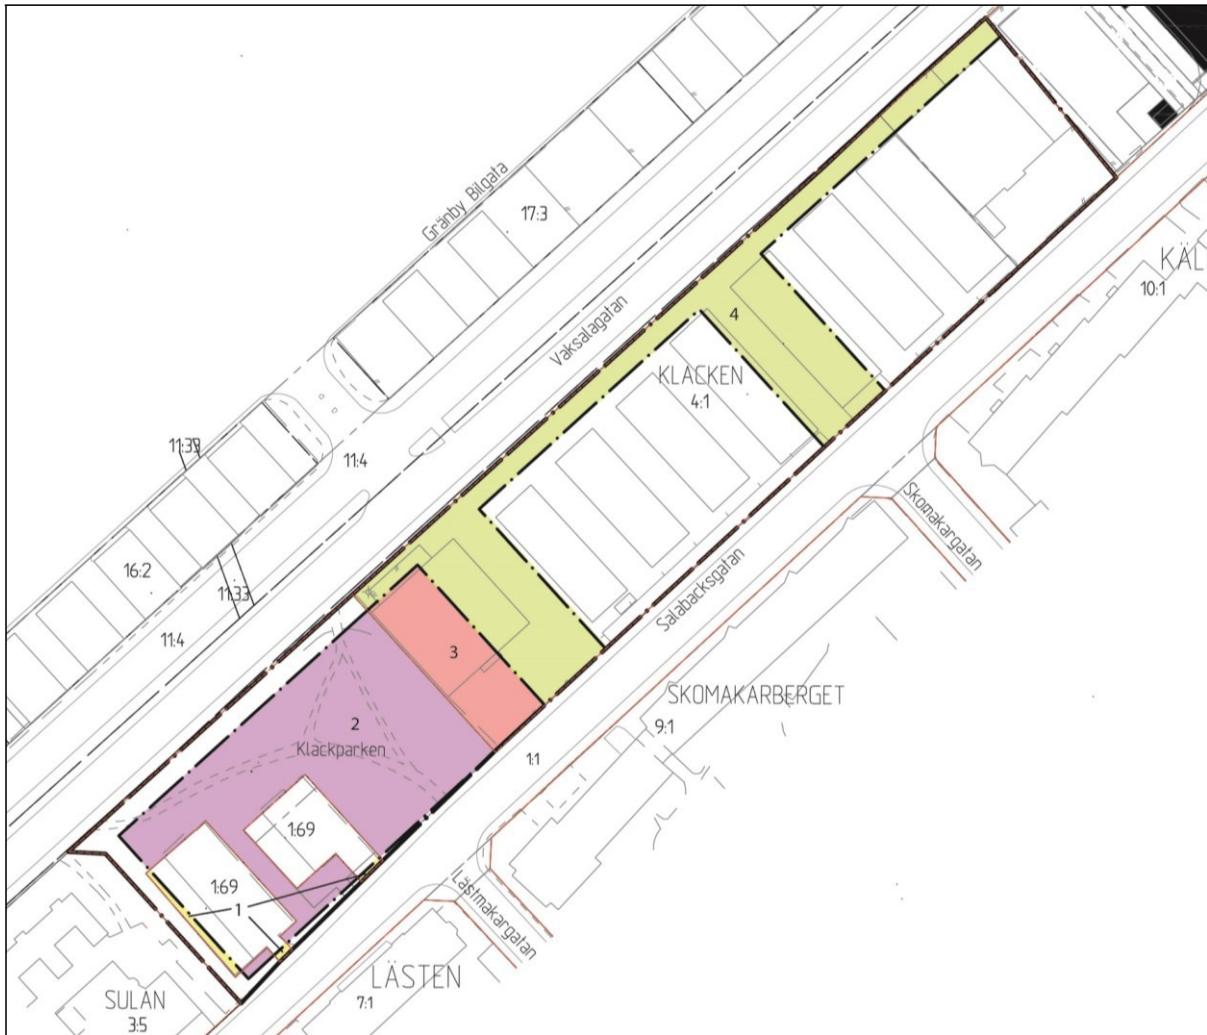 Gränby Bilgata
17:3
KÄL
10:1
Vaksalagatan
4
KLACKEN
4:1
11:33
11:4
16:2
11:33
Skomakargatan
Salabacksgatan
11:4
3
SKOMAKARBERGET
9:1
2
Klackparken
1:1
1:69
1:69
1
Lästmakargatan
LÄSTEN
7:1
SULAN
3:5